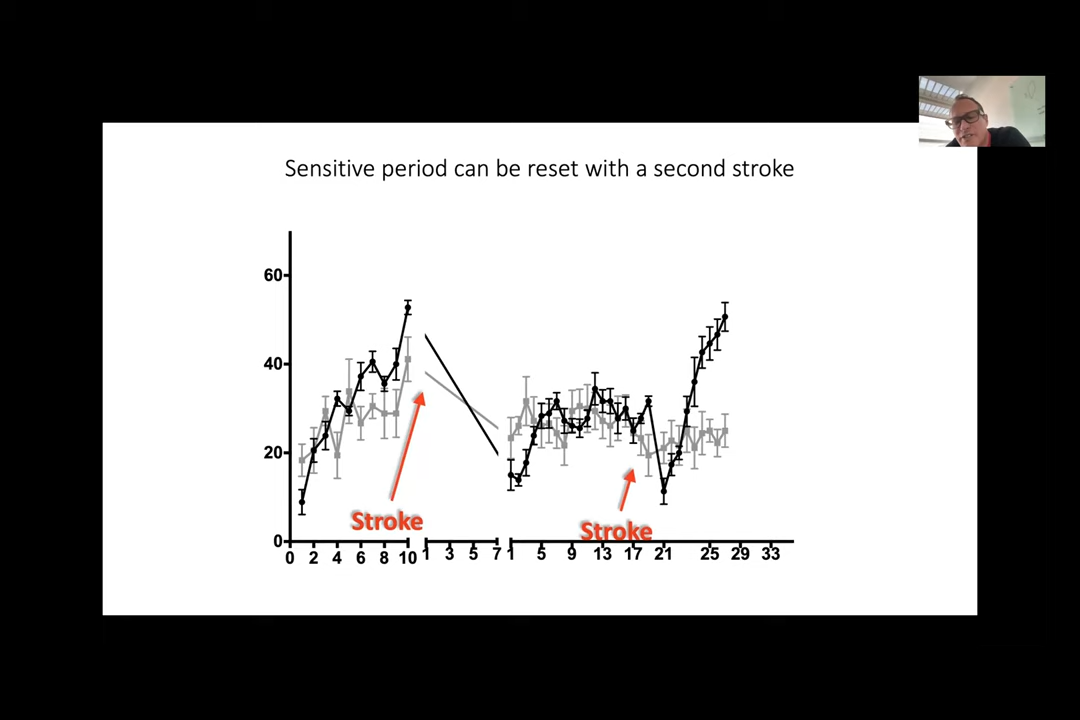 Sensitive period can be reset with a second stroke
60
40
20
0
Stroke
Stroke
0 2 4 6 8 10 1 3 5 7 1 5 9 13 17 21 25 29 33